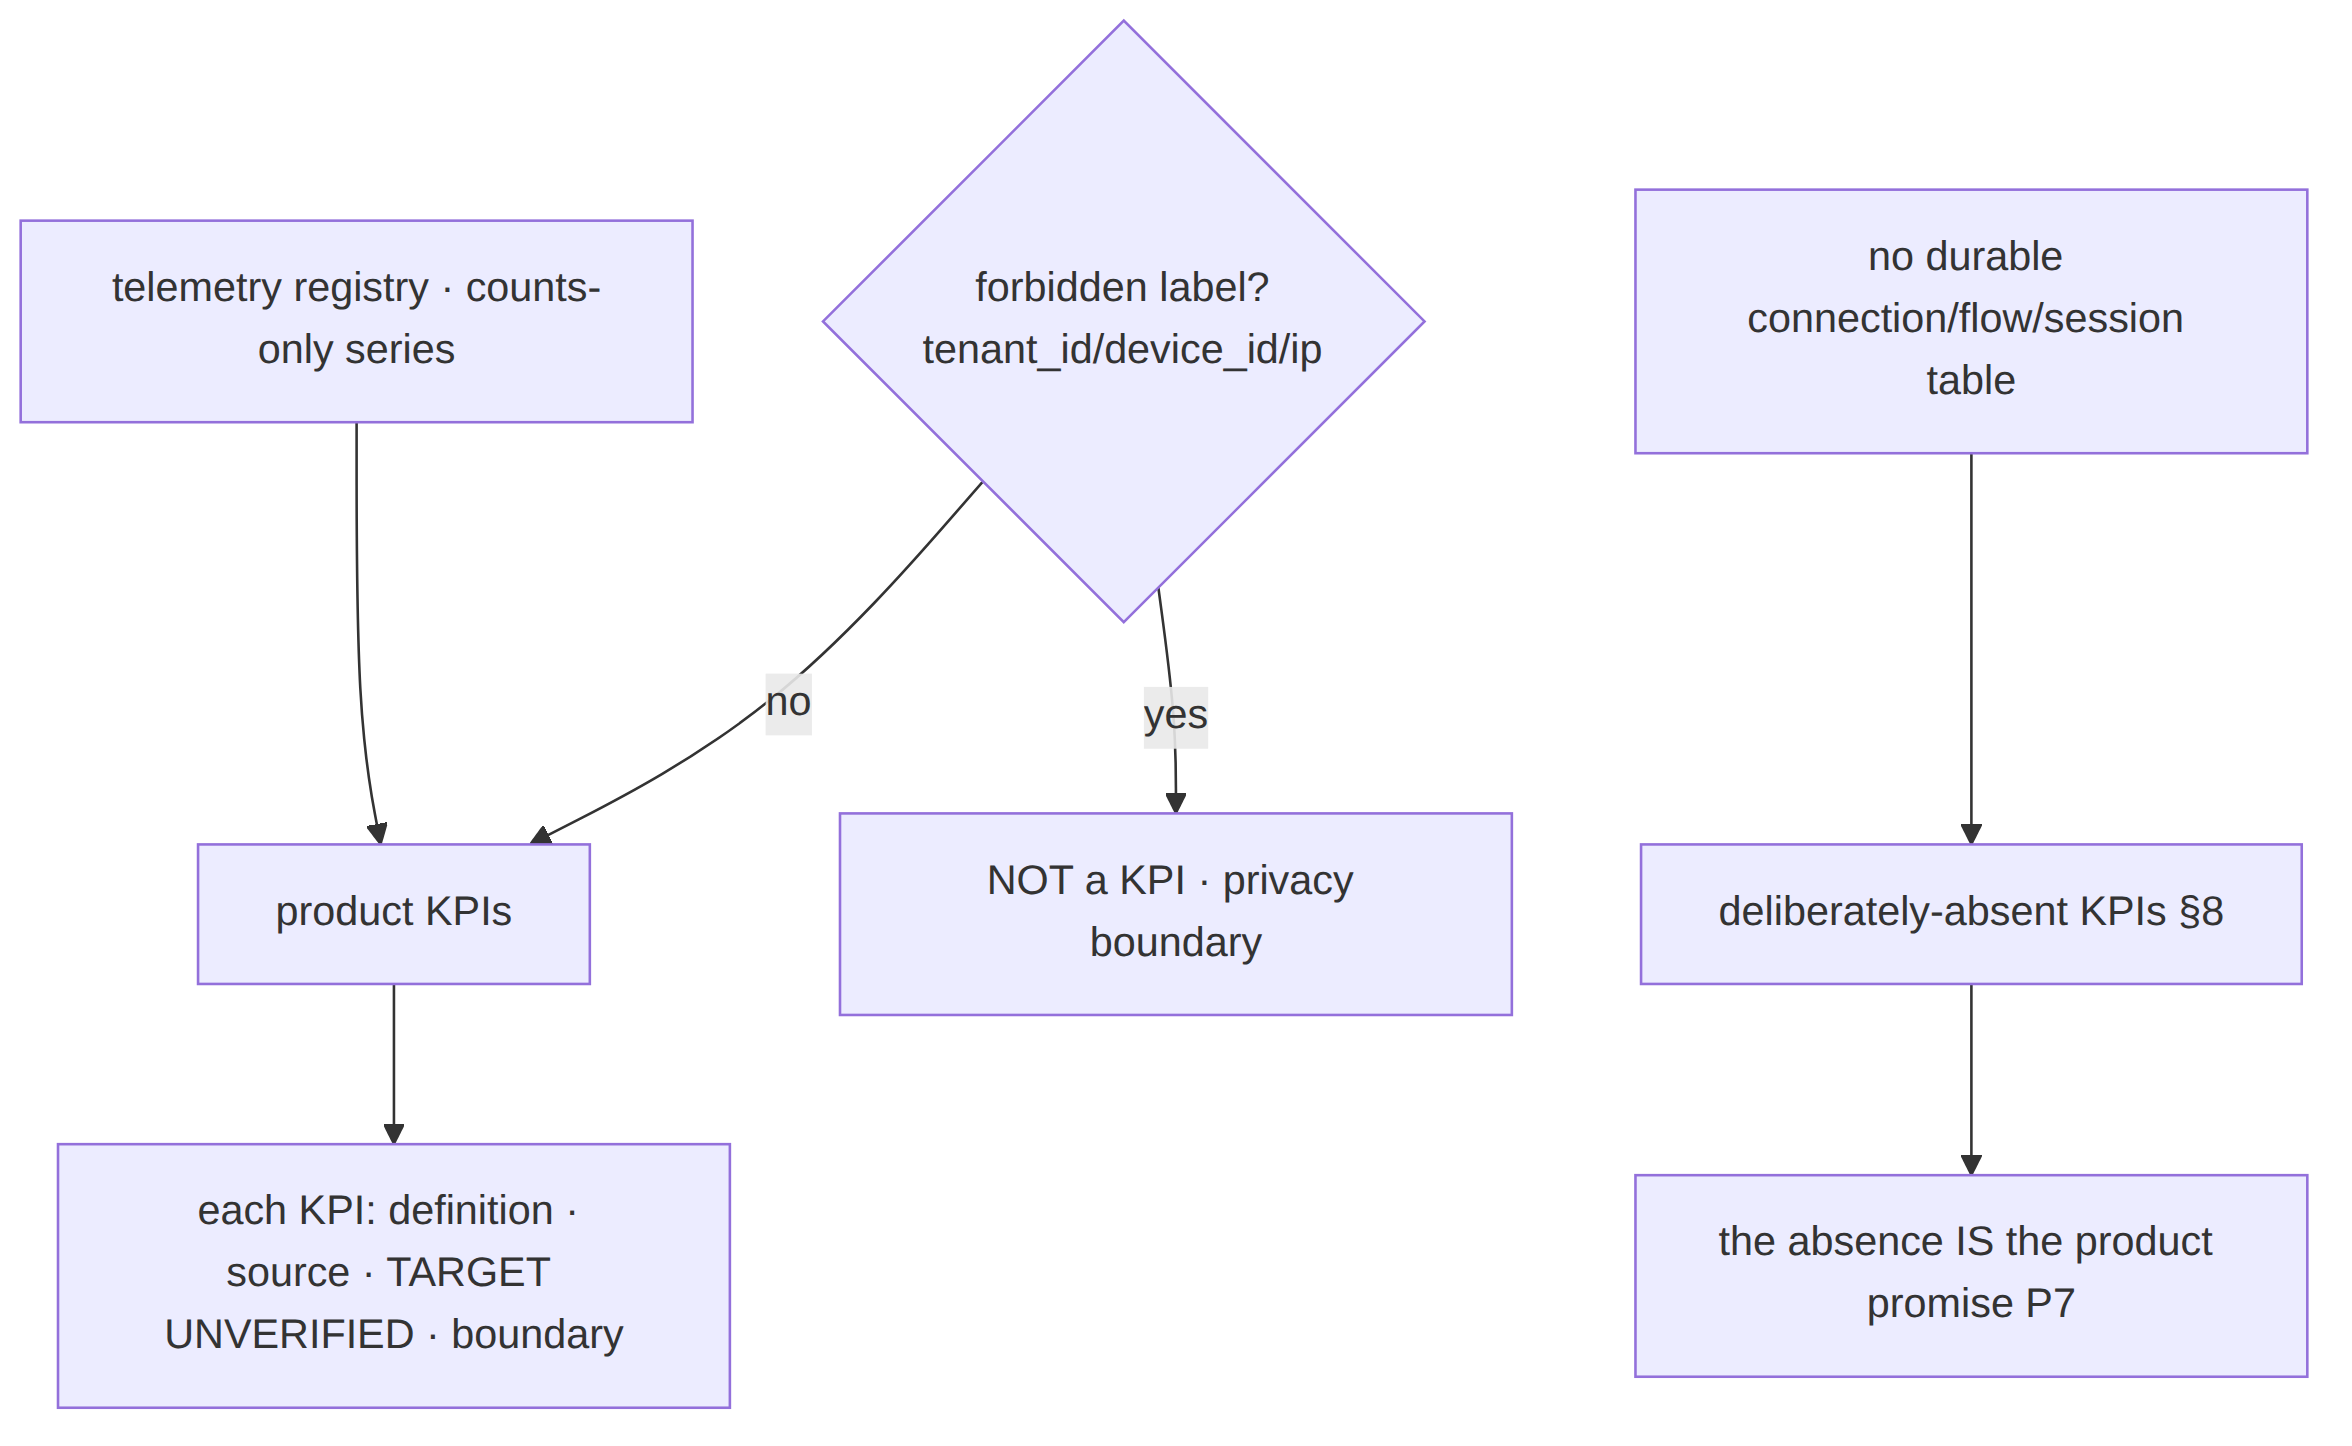 telemetry registry · counts-
only series
forbidden label?
tenant_id/device_id/ip
no durable
connection/flow/session
table
no
yes
product KPIs
NOT a KPI · privacy
boundary
deliberately-absent KPIs §8
each KPI: definition ·
source · TARGET
UNVERIFIED · boundary
the absence IS the product
promise P7